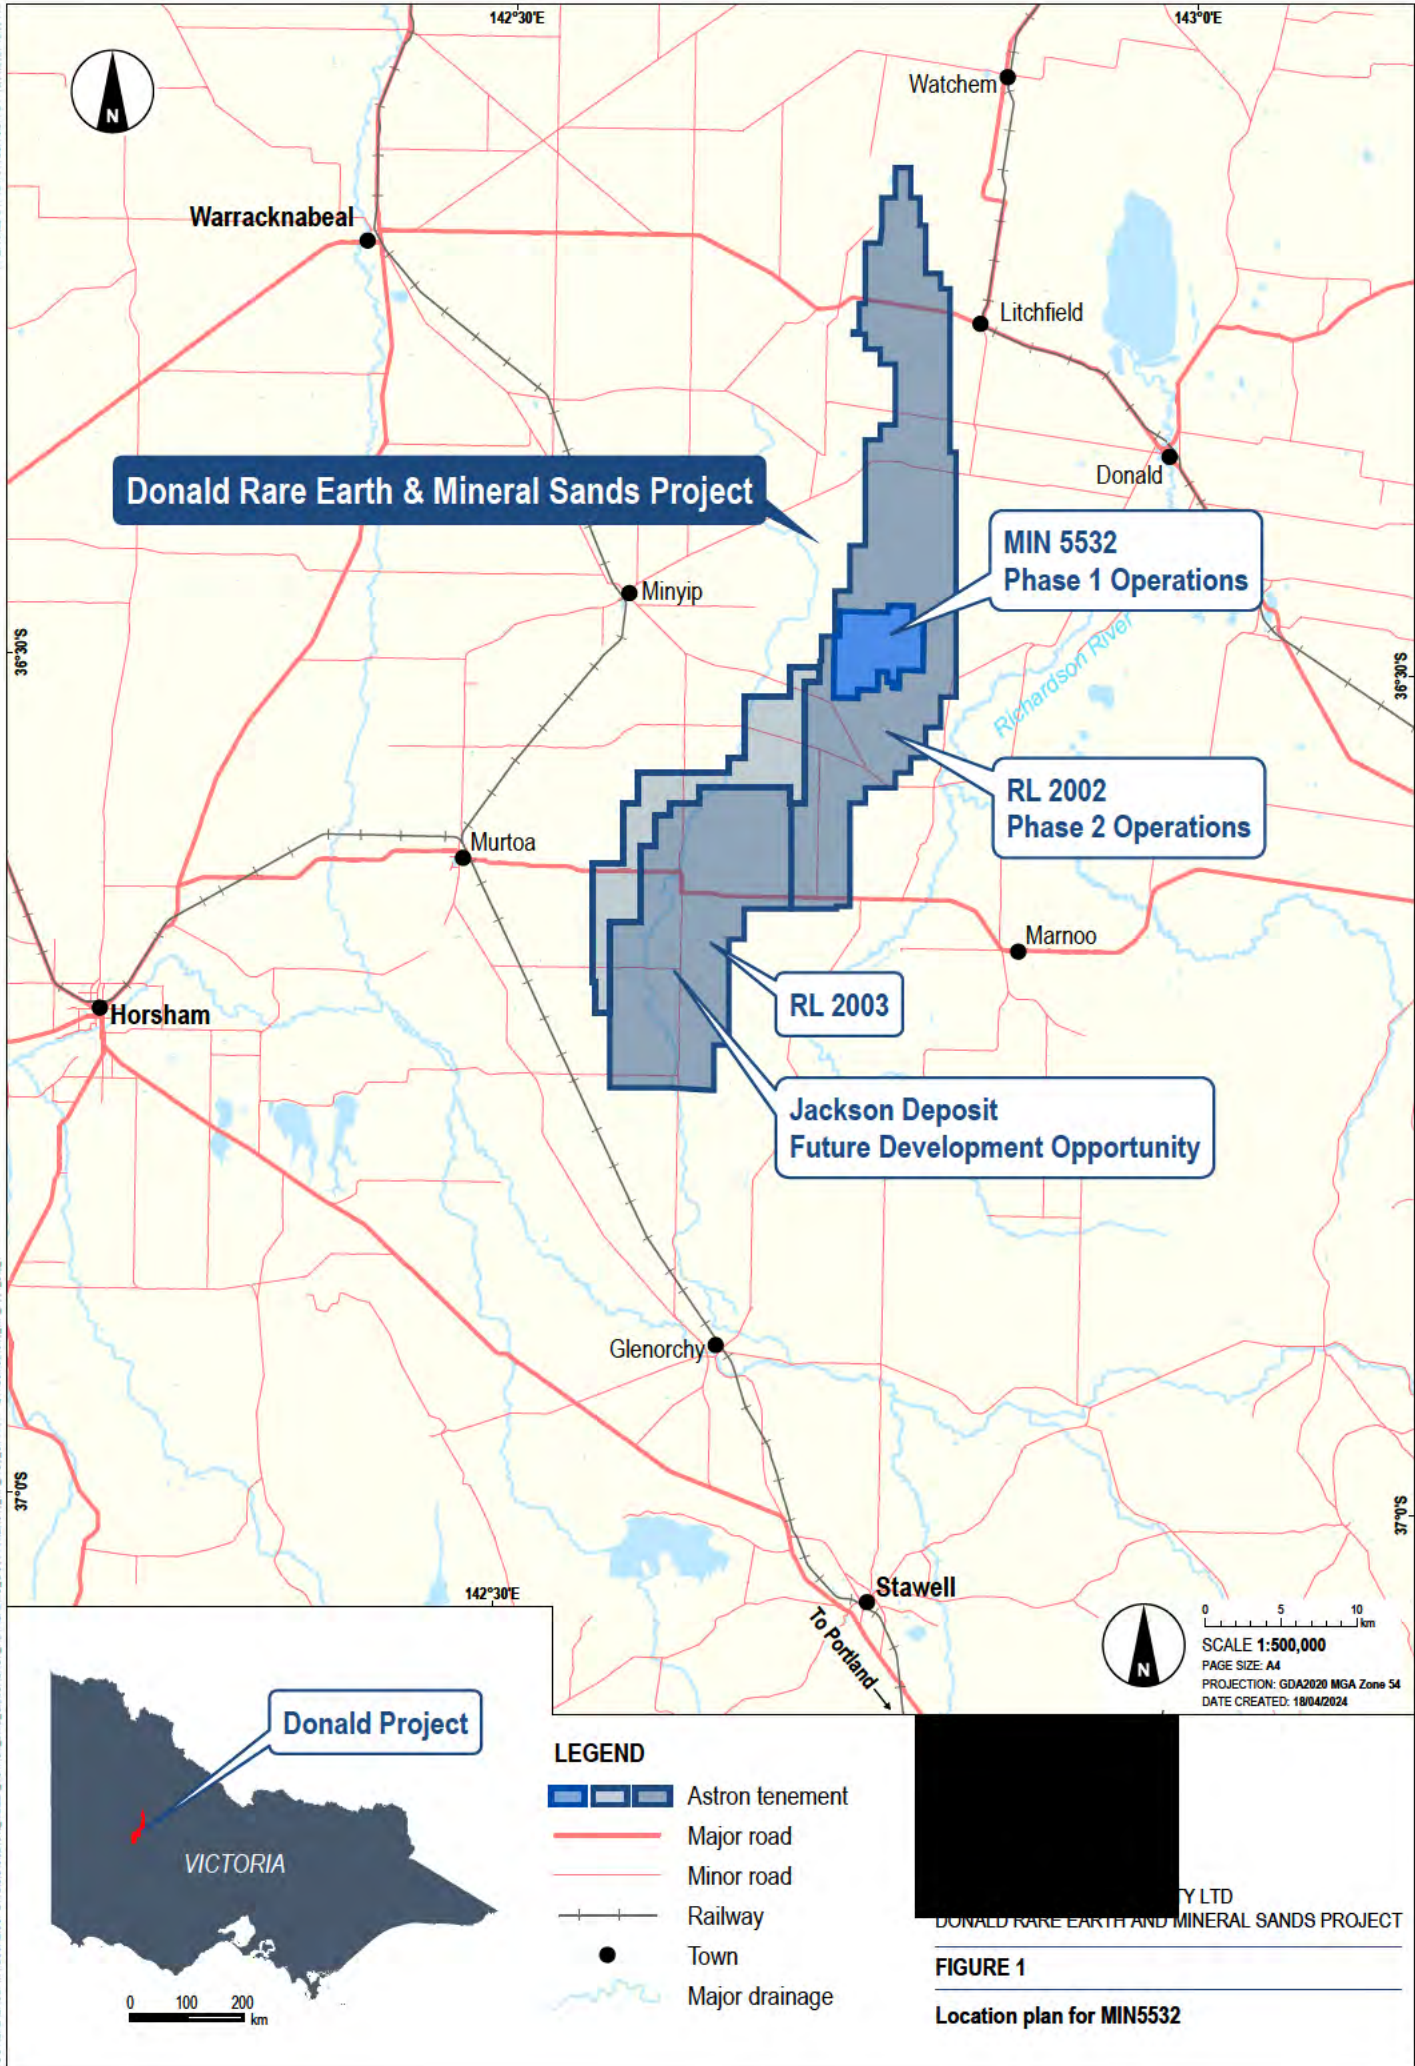 142°30'E
143°0'E
N
Watchem
Warracknabeal
Litchfield
Donald
Donald Rare Earth & Mineral Sands Project
MIN 5532
Phase 1 Operations
Minyip
36°30'S
36°30'S
Richardson River
RL 2002
Phase 2 Operations
Murtoa
Marnoo
RL 2003
Horsham
Jackson Deposit
Future Development Opportunity
Glenorchy
37°0'S
37°0'S
142°30'E
Stawell
To Portland
N
0 5 10
km
SCALE 1:500,000
PAGE SIZE: A4
PROJECTION: GDA2020 MGA Zone 54
DATE CREATED: 18/04/2024
Donald Project
VICTORIA
0 100 200
km
LEGEND
Astron tenement
Major road
Minor road
Railway
Town
Major drainage
TY LTD
DONALD RARE EARTH AND MINERAL SANDS PROJECT
FIGURE 1
Location plan for MIN5532